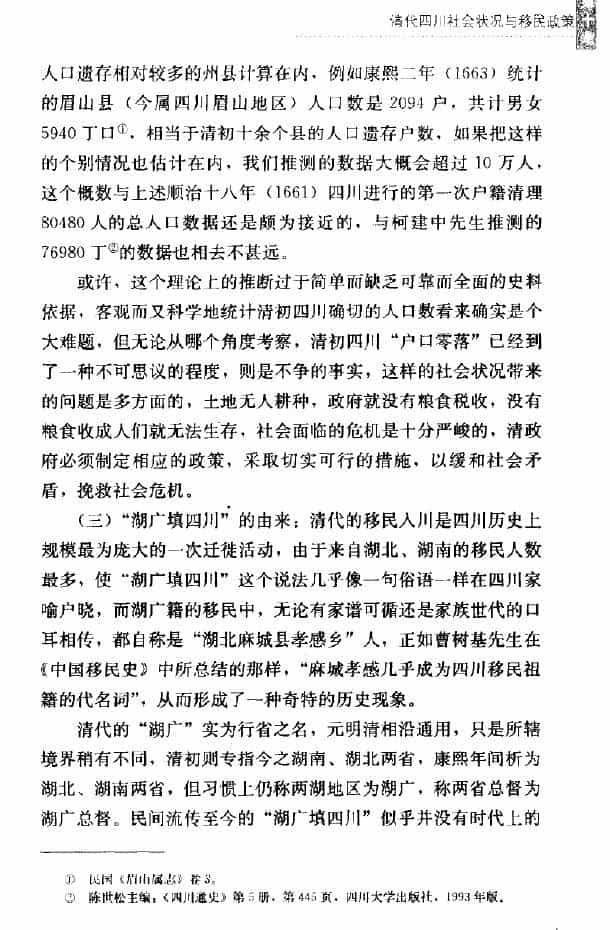 清代四川社会状况与移民政策
人口遗存相对较多的州县计算在内，例如康熙二年（1663）统计
的眉山县（今属四川眉山地区）人口数是 2094 户，共计男女
5940 丁口①，相当于清初十余个县的人口遗存户数，如果把这样
的个别情况也估计在内，我们推测的数据大概会超过 10 万人，
这个概数与上述顺治十八年（1661）四川进行的第一次户籍清理
80480 人的总人口数据还是颇为接近的，与柯建中先生推测的
76980 丁②的数据也相去不甚远。
或许，这个理论上的推断过于简单而缺乏可靠而全面的史料
依据，客观而又科学地统计清初四川确切的人口数看来确实是个
大难题，但无论从哪个角度考察，清初四川“户口零落”已经到
了一种不可思议的程度，则是不争的事实，这样的社会状况带来
的问题是多方面的，土地无人耕种，政府就没有粮食税收，没有
粮食收成人们就无法生存，社会面临的危机是十分严峻的，清政
府必须制定相应的政策，采取切实可行的措施，以缓和社会矛
盾，挽救社会危机。
（三）“湖广填四川”的由来：清代的移民入川是四川历史上
规模最为庞大的一次迁徙活动，由于来自湖北、湖南的移民人数
最多，使“湖广填四川”这个说法几乎像一句俗语一样在四川家
喻户晓，而湖广籍的移民中，无论有家谱可循还是家族世代的口
耳相传，都自称是“湖北麻城县孝感乡”人，正如曹树基先生在
《中国移民史》中所总结的那样，“麻城孝感几乎成为四川移民祖
籍的代名词”，从而形成了一种奇特的历史现象。
清代的“湖广”实为行省之名，元明清相沿通用，只是所辖
境界稍有不同，清初则专指今之湖南、湖北两省，康熙年间析为
湖北、湖南两省，但习惯上仍称两湖地区为湖广，称两省总督为
湖广总督。民间流传至今的“湖广填四川”似乎并没有时代上的
① 民国《眉山属志》卷 3。
② 陈世松主编：《四川通史》第 5 册，第 445 页，四川大学出版社，1993 年版。